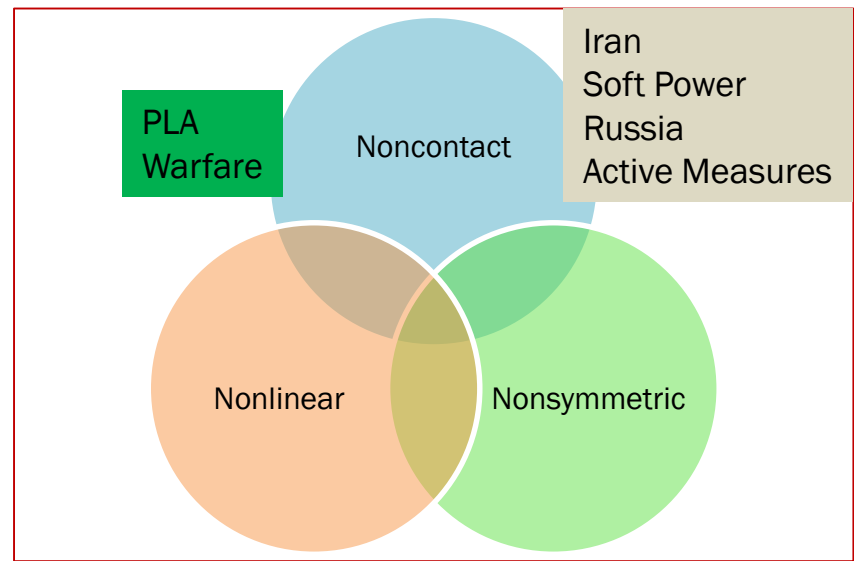 PLA
Warfare
Iran
Soft Power
Russia
Active Measures
Noncontact
Nonlinear
Nonsymmetric